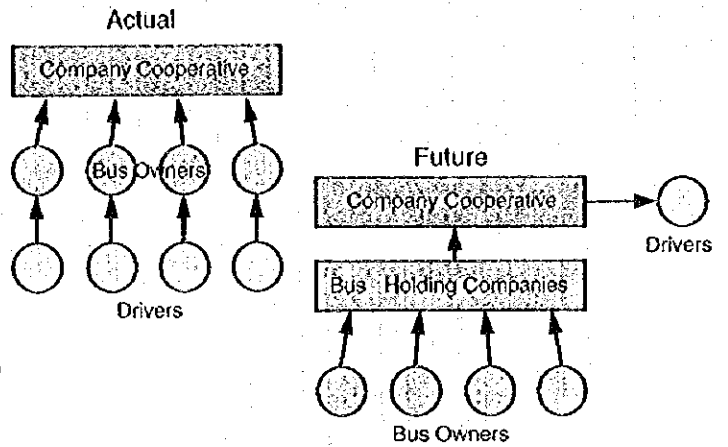 Actual
Company Cooperative
Bus Owners
Drivers
Future
Company Cooperative
Drivers
Bus Holding Companies
Bus Owners